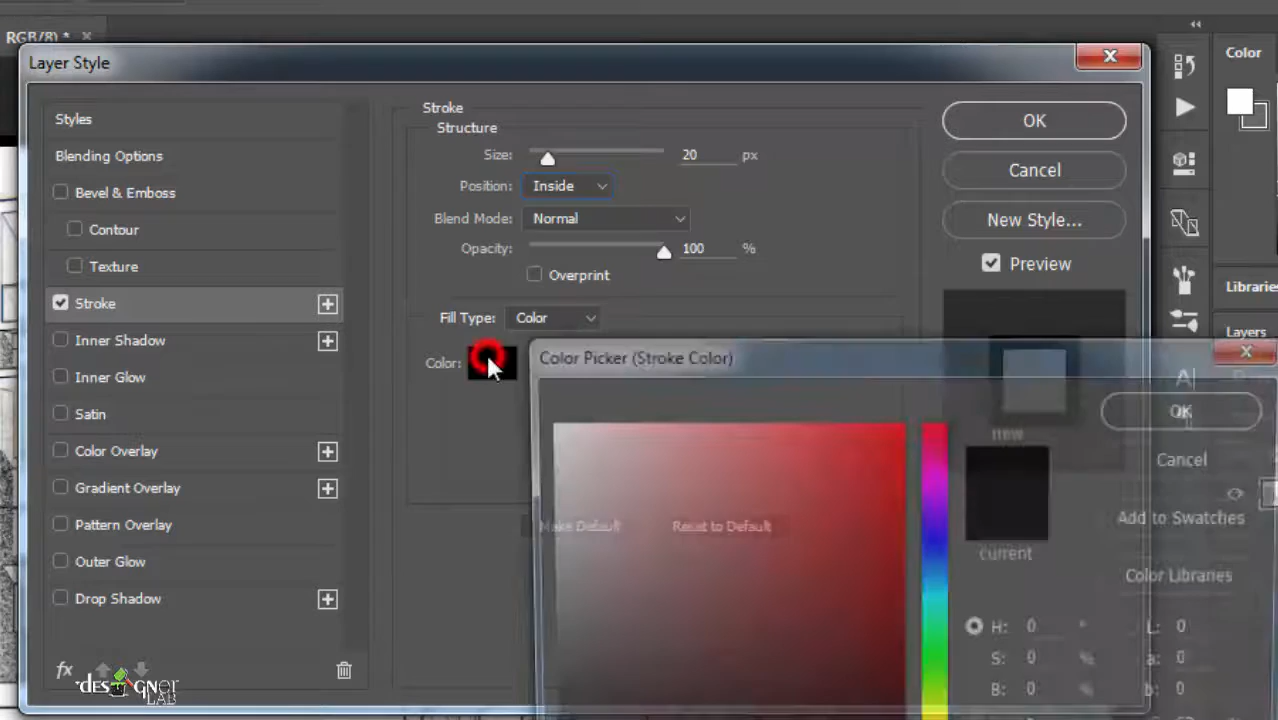 RGB/8) *
Layer Style
Color
Styles
Blending Options
Bevel & Emboss
Contour
Texture
Stroke
Inner Shadow
Inner Glow
Satin
Color Overlay
Gradient Overlay
Pattern Overlay
Outer Glow
Drop Shadow
fx
DESIGNer
LAB
Stroke
Structure
Size: 20 px
Position: Inside
Blend Mode: Normal
Opacity: 100 %
Overprint
Fill Type: Color
Color:
Make Default Reset to Default
OK
Cancel
New Style...
Preview
Libraries
Layers
Color Picker (Stroke Color)
OK
new
Cancel
Add to Swatches
current
Color Libraries
H: 0 °
L: 0
S: 0 %
a: 0
B: 0 %
b: 0